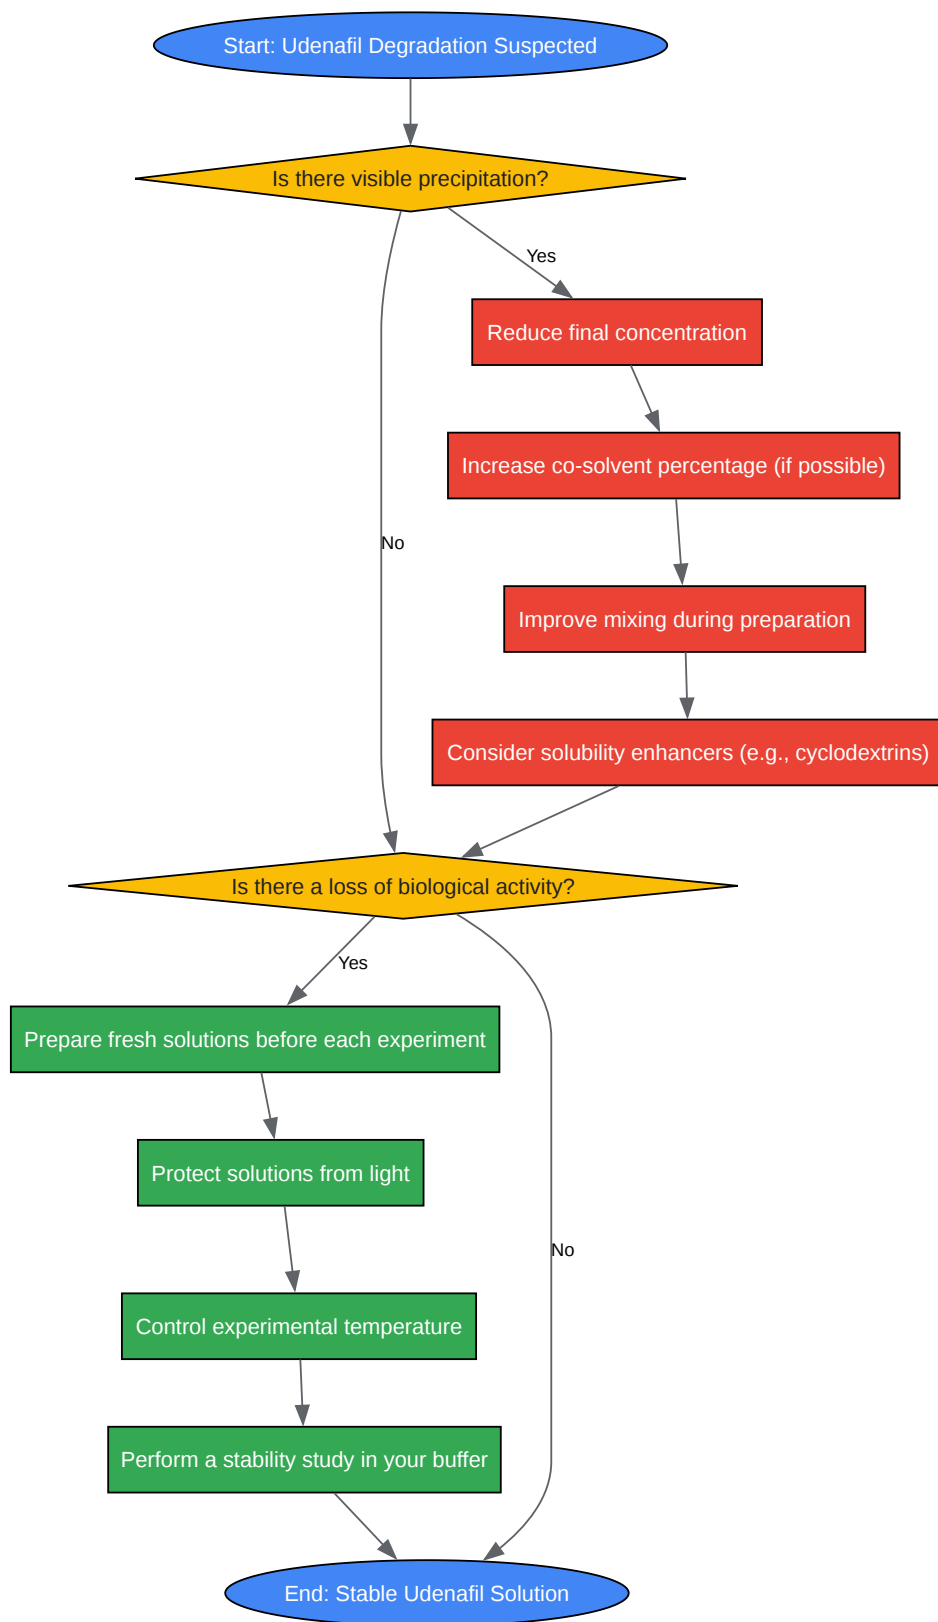 Start: Udenafil Degradation Suspected
Is there visible precipitation?
Yes
Reduce final concentration
Increase co-solvent percentage (if possible)
No
Improve mixing during preparation
Consider solubility enhancers (e.g., cyclodextrins)
Is there a loss of biological activity?
Yes
Prepare fresh solutions before each experiment
Protect solutions from light
No
Control experimental temperature
Perform a stability study in your buffer
End: Stable Udenafil Solution